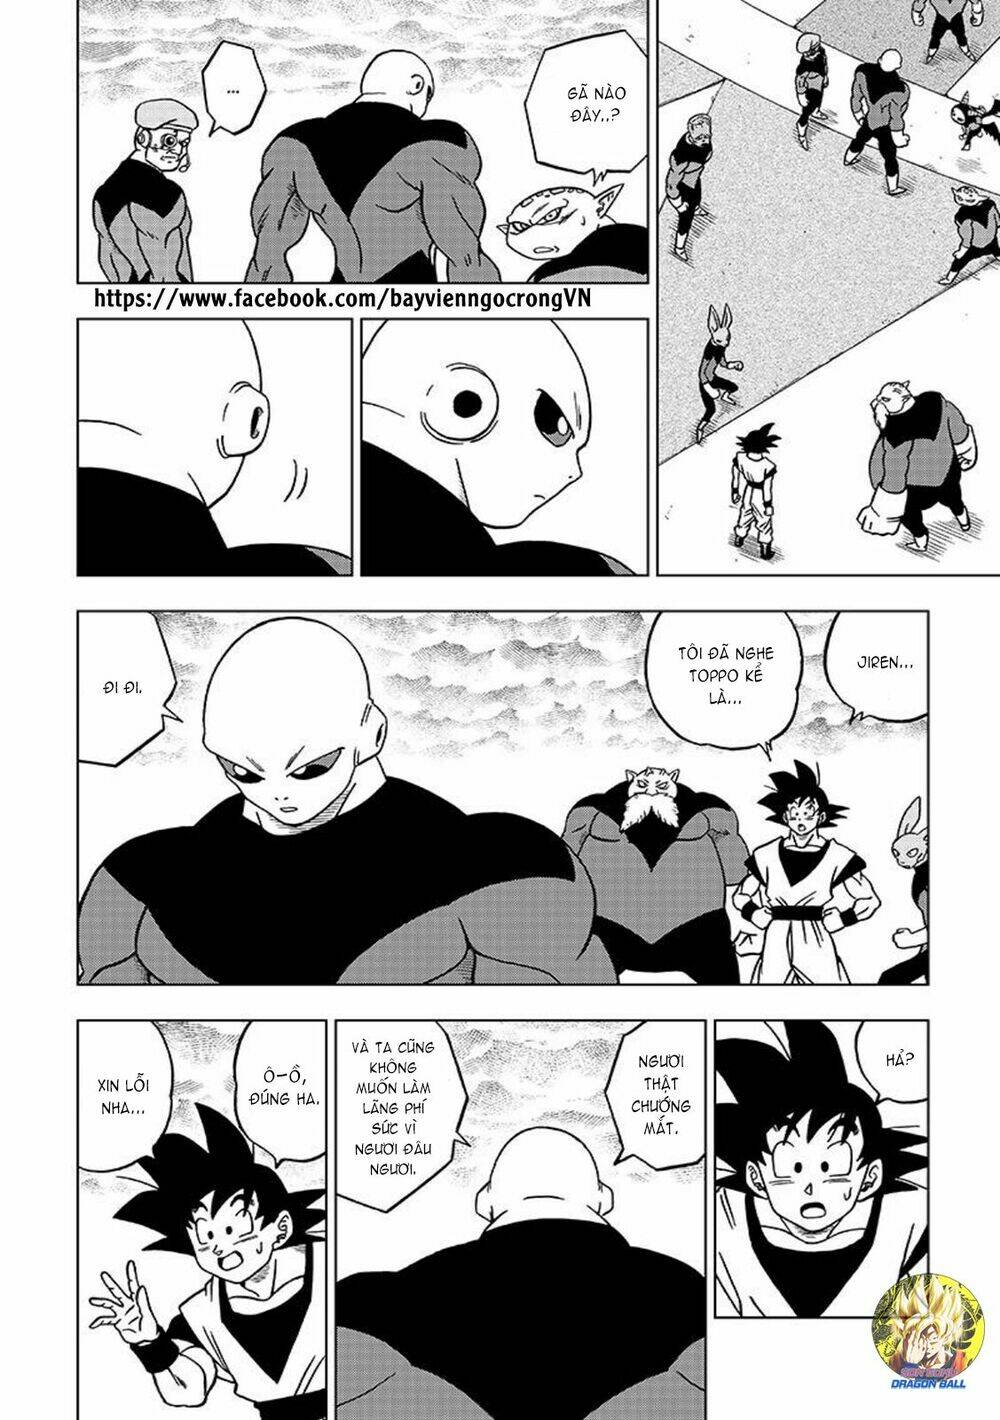 GÃ NÀO
ĐÂY..?
...
https://www.facebook.com/bayvienngocrongVN
JIREN...
TÔI ĐÃ NGHE
TOPPO KỂ
LÀ...
ĐI ĐI.
HẢ?
NGƯƠI
THẬT
CHƯỚNG
MẮT.
VÀ TA CŨNG
KHÔNG
MUỐN LÀM
LÃNG PHÍ
SỨC VÌ
NGƯƠI ĐÂU
NGƯƠI.
Ô-Ồ,
ĐÚNG HA.
XIN LỖI
NHA...
SON GOKU
DRAGON BALL